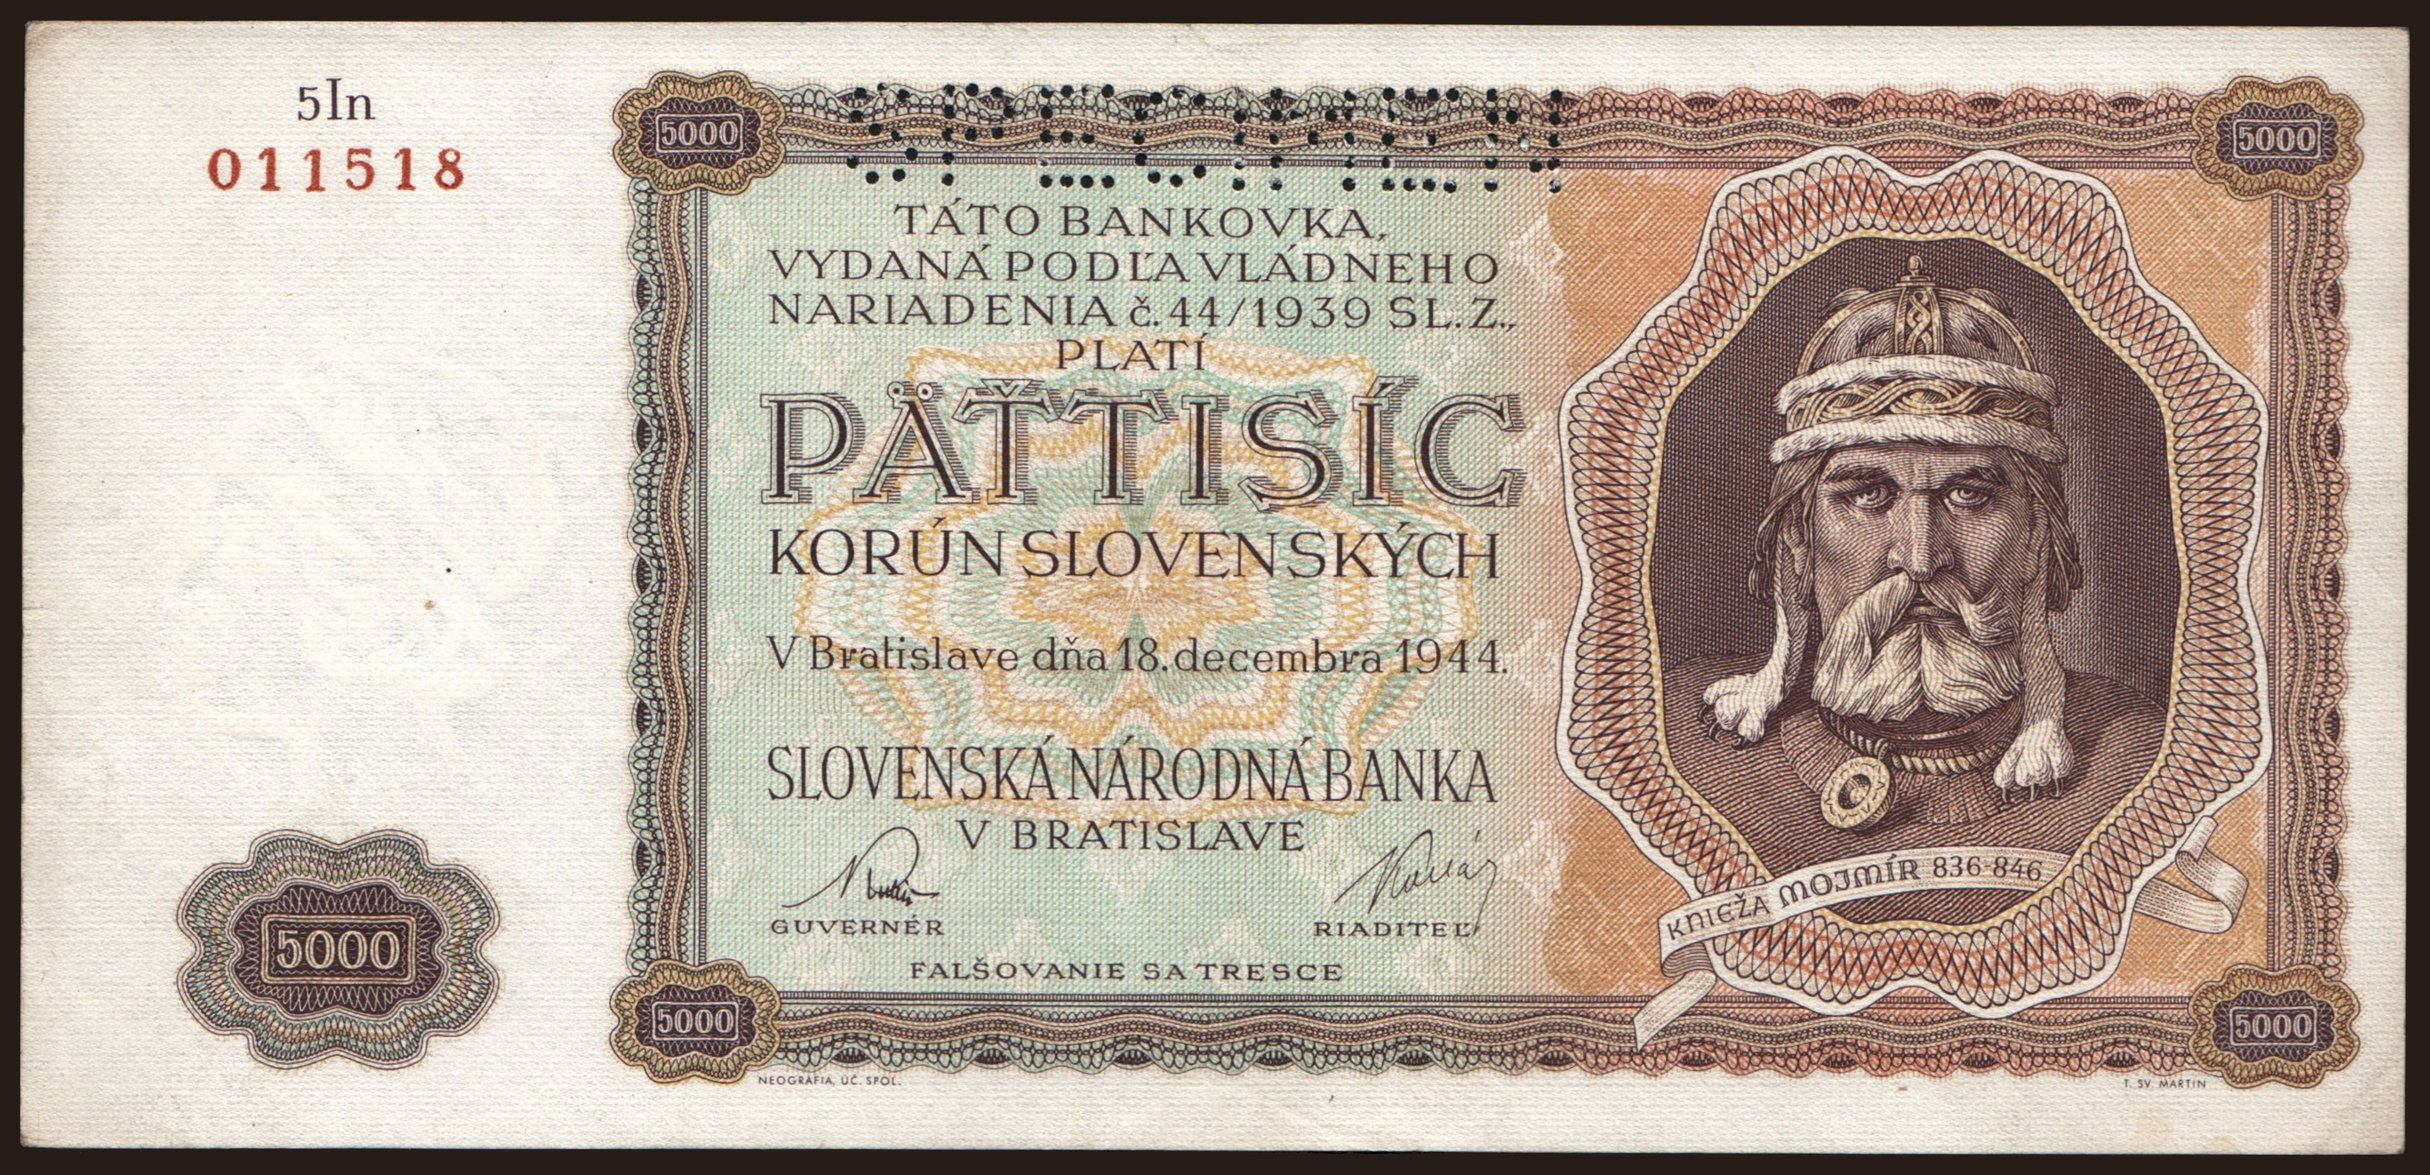 5In
011518
5000
5000
TÁTO BANKOVKA,
VYDANÁ PODĽA VLÁDNEHO
NARIADENIA č. 44/1939 SL. Z.,
PLATÍ
PÄŤTISÍC
KORÚN SLOVENSKÝCH
V Bratislave dňa 18. decembra 1944.
SLOVENSKÁ NÁRODNÁ BANKA
V BRATISLAVE
GUVERNÉR
RIADITEĽ
FALŠOVANIE SA TRESCE
KNIEŽA MOJMÍR 836-846
5000
5000
5000
NEOGRAFIA, ÚČ. SPOL.
T. SV. MARTIN
SPECIMEN